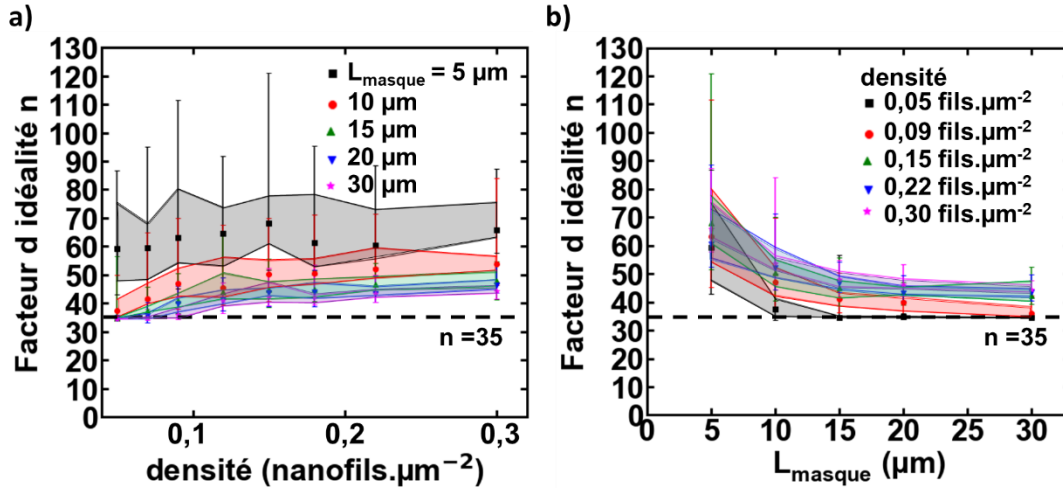 a)
Facteur d idéalité n
130
120
110
100
90
80
70
60
50
40
30
20
10
0
L_masque = 5 µm
10 µm
15 µm
20 µm
30 µm
n =35
0,1
0,2
0,3
densité (nanofils.µm⁻²)
b)
Facteur d idéalité n
130
120
110
100
90
80
70
60
50
40
30
20
10
0
densité
0,05 fils.µm⁻²
0,09 fils.µm⁻²
0,15 fils.µm⁻²
0,22 fils.µm⁻²
0,30 fils.µm⁻²
n =35
0
5
10
15
20
25
30
L_masque (µm)